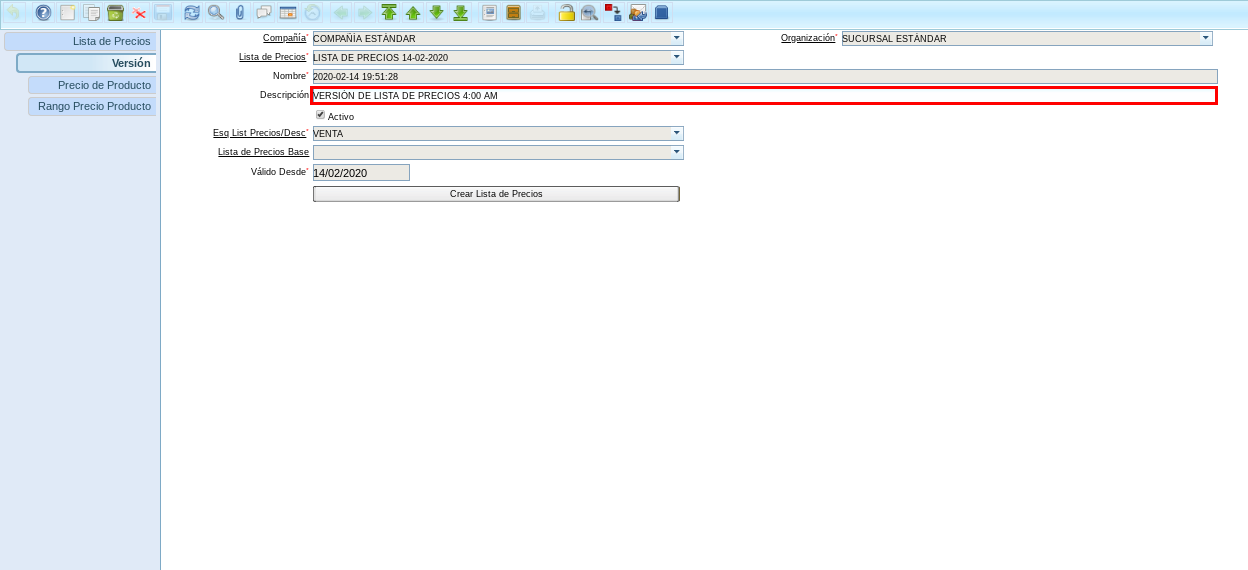 Lista de Precios
Versión
Precio de Producto
Rango Precio Producto
Compañía* COMPAÑÍA ESTÁNDAR Organización* SUCURSAL ESTÁNDAR
Lista de Precios* LISTA DE PRECIOS 14-02-2020
Nombre* 2020-02-14 19:51:28
Descripción VERSIÓN DE LISTA DE PRECIOS 4:00 AM
Activo
Esq List Precios/Desc* VENTA
Lista de Precios Base
Válido Desde* 14/02/2020
Crear Lista de Precios